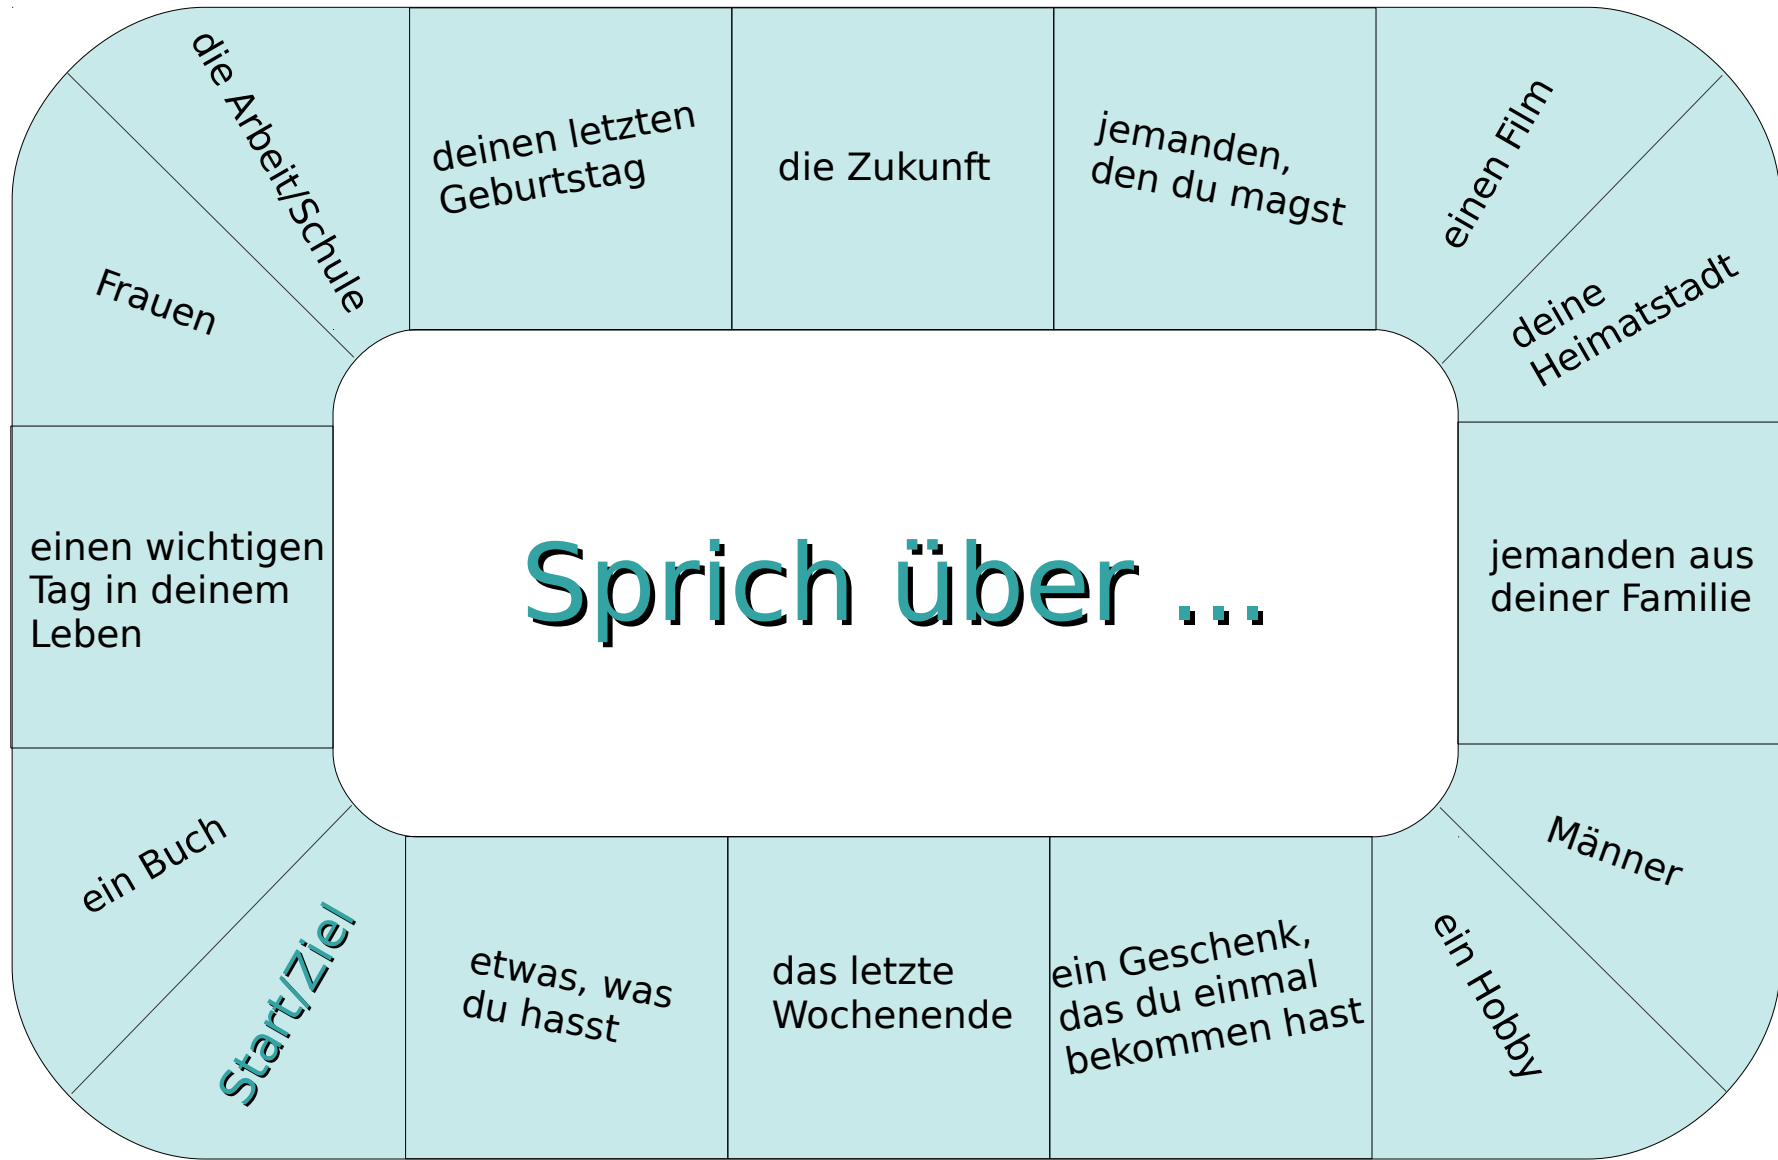 die Arbeit/Schule
deinen letzten
Geburtstag
die Zukunft
jemanden,
den du magst
einen Film
deine
Heimatstadt
jemanden aus
deiner Familie
Männer
ein Hobby
ein Geschenk,
das du einmal
bekommen hast
das letzte
Wochenende
etwas, was
du hasst
Start/Ziel
ein Buch
einen wichtigen
Tag in deinem
Leben
Frauen
Sprich über ...